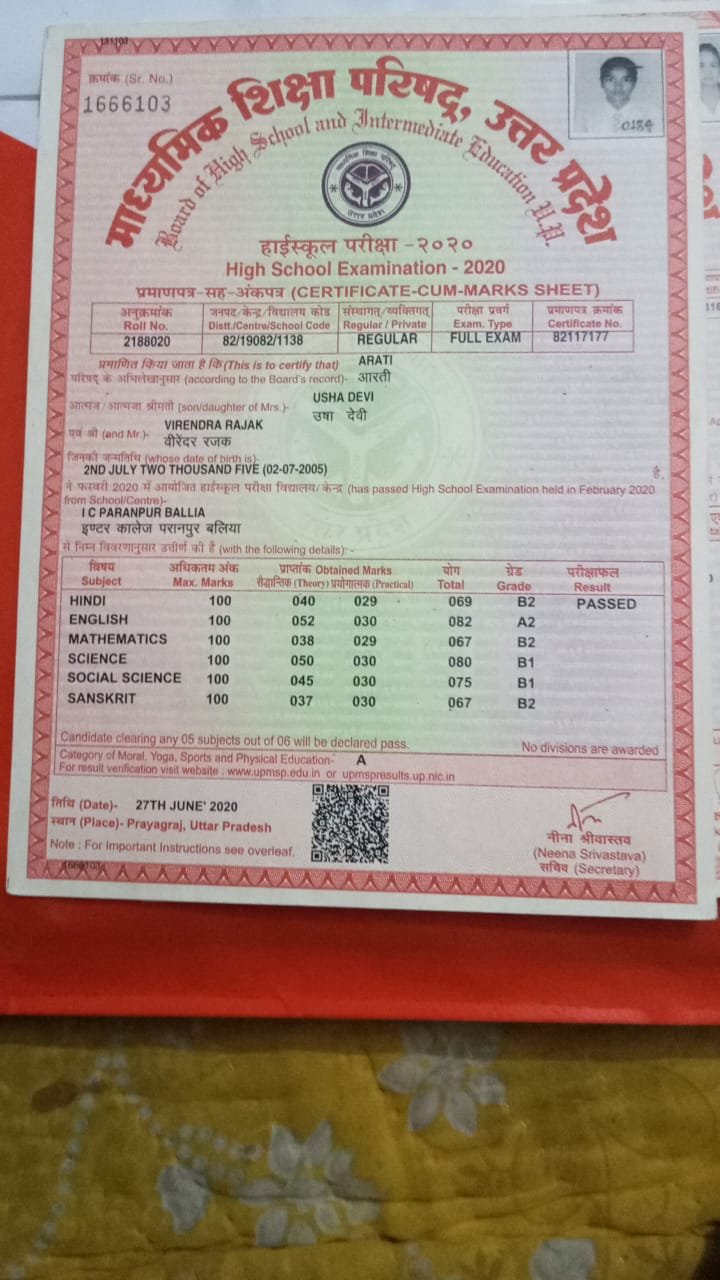 181103
क्रमांक (Sr. No.)
1666103
माध्यमिक शिक्षा परिषद्, उत्तर प्रदेश
Board of High School and Intermediate Education U.P.
माध्यमिक शिक्षा परिषद्
उत्तर प्रदेश
0184
हाईस्कूल परीक्षा -२०२०
High School Examination - 2020
प्रमाणपत्र-सह-अंकपत्र (CERTIFICATE-CUM-MARKS SHEET)
अनुक्रमांक जनपद/केन्द्र/विद्यालय कोड संस्थागत्/व्यक्तिगत् परीक्षा प्रवर्ग प्रमाणपत्र क्रमांक
Roll No. Distt./Centre/School Code Regular / Private Exam. Type Certificate No.
2188020 82/19082/1138 REGULAR FULL EXAM 82117177
प्रमाणित किया जाता है कि (This is to certify that) ARATI
परिषद् के अभिलेखानुसार (according to the Board's record)- आरती
आत्मज/आत्मजा श्रीमती (son/daughter of Mrs.)- USHA DEVI
उषा देवी
एवं श्री (and Mr.)- VIRENDRA RAJAK
वीरेंदर रजक
जिनकी जन्मतिथि (whose date of birth is)-
2ND JULY TWO THOUSAND FIVE (02-07-2005) है,
ने फरवरी 2020 में आयोजित हाईस्कूल परीक्षा विद्यालय/केन्द्र (has passed High School Examination held in February 2020
from School/Centre)-
I C PARANPUR BALLIA
इण्टर कालेज परानपुर बलिया
से निम्न विवरणानुसार उत्तीर्ण की है (with the following details):-
विषय अधिकतम अंक प्राप्तांक Obtained Marks योग ग्रेड परीक्षाफल
Subject Max. Marks सैद्धान्तिक (Theory) प्रयोगात्मक (Practical) Total Grade Result
HINDI 100 040 029 069 B2 PASSED
ENGLISH 100 052 030 082 A2
MATHEMATICS 100 038 029 067 B2
SCIENCE 100 050 030 080 B1
SOCIAL SCIENCE 100 045 030 075 B1
SANSKRIT 100 037 030 067 B2
Candidate clearing any 05 subjects out of 06 will be declared pass. No divisions are awarded
Category of Moral, Yoga, Sports and Physical Education- A
For result verification visit website : www.upmsp.edu.in or upmspresults.up.nic.in
तिथि (Date)- 27TH JUNE' 2020
स्थान (Place)- Prayagraj, Uttar Pradesh
Note : For Important Instructions see overleaf.
नीना श्रीवास्तव
(Neena Srivastava)
सचिव (Secretary)
1666103